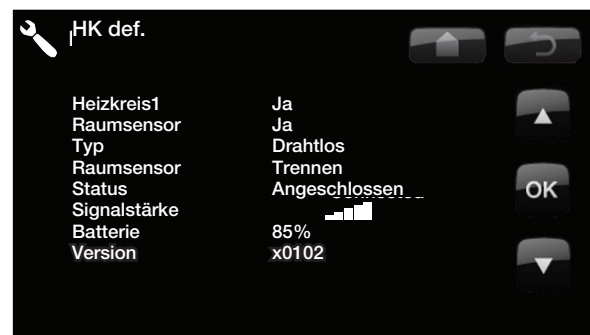 HK def.
Heizkreis1 Ja
Raumsensor Ja
Typ Drahtlos
Raumsensor Trennen
Status Angeschlossen
Signalstärke
Batterie 85%
Version x0102
OK